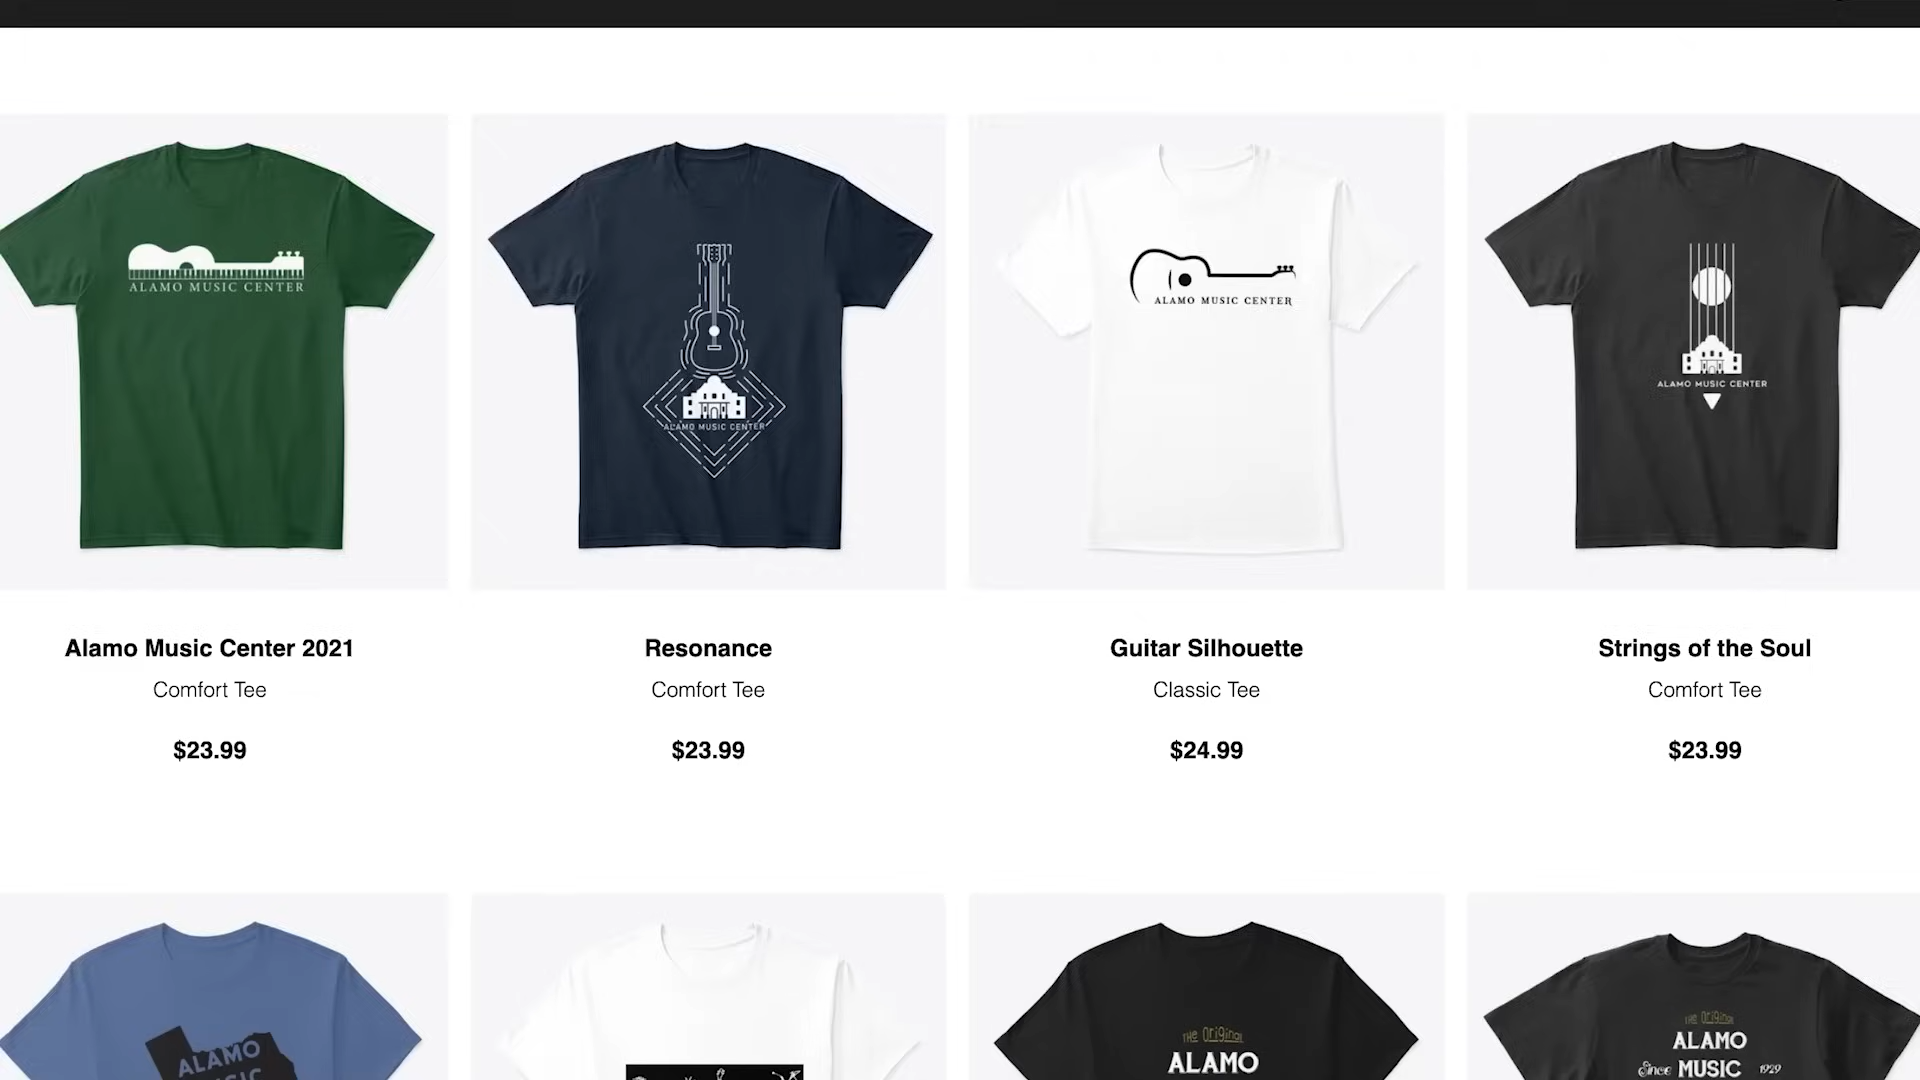 ALAMO MUSIC CENTER
ALAMO MUSIC CENTER
ALAMO MUSIC CENTER
ALAMO MUSIC CENTER
Alamo Music Center 2021
Comfort Tee
$23.99
Resonance
Comfort Tee
$23.99
Guitar Silhouette
Classic Tee
$24.99
Strings of the Soul
Comfort Tee
$23.99
ALAMO
MUSIC
The Original
ALAMO
The Original
ALAMO
Since MUSIC 1929